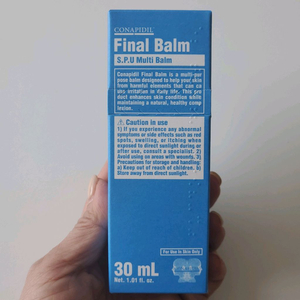 CONAPIDIL
Final Balm
S.P.U Multi Balm
Conapidil Final Balm is a multi-pur
pose balm designed to help your skin
from harmful elements that can ca
use irritation in daily life. This pro
duct enhances skin condition while
maintaining a natural, healthy comp
lexion.
⚠ Caution in use
1) If you experience any abnormal
symptoms or side effects such as red
spots, swelling, or itching when
exposed to direct sunlight during or
after use, consult a specialist. 2)
Avoid using on areas with wounds. 3)
Precautions for storage and handling
a) Keep out of reach of children. b)
Store away from direct sunlight.
For Use in Skin Only
30 mL
Net. 1.01 fl. oz.